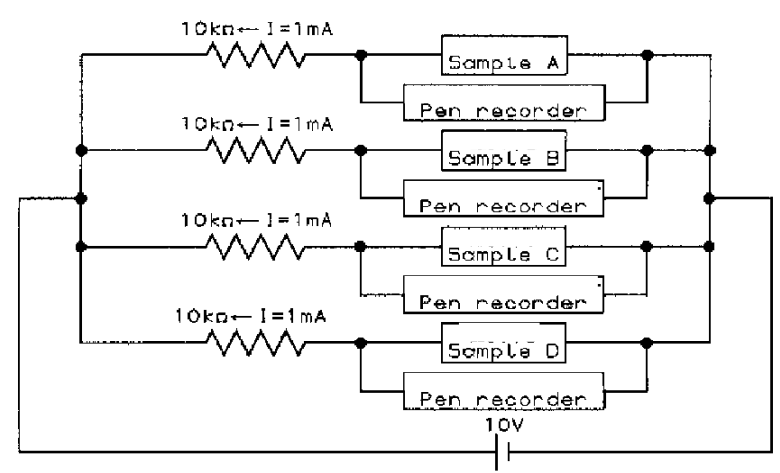 10kΩ← I=1mA
Sample A
Pen recorder
10kΩ← I=1mA
Sample B
Pen recorder
10kΩ← I=1mA
Sample C
Pen recorder
10kΩ← I=1mA
Sample D
Pen recorder
10V